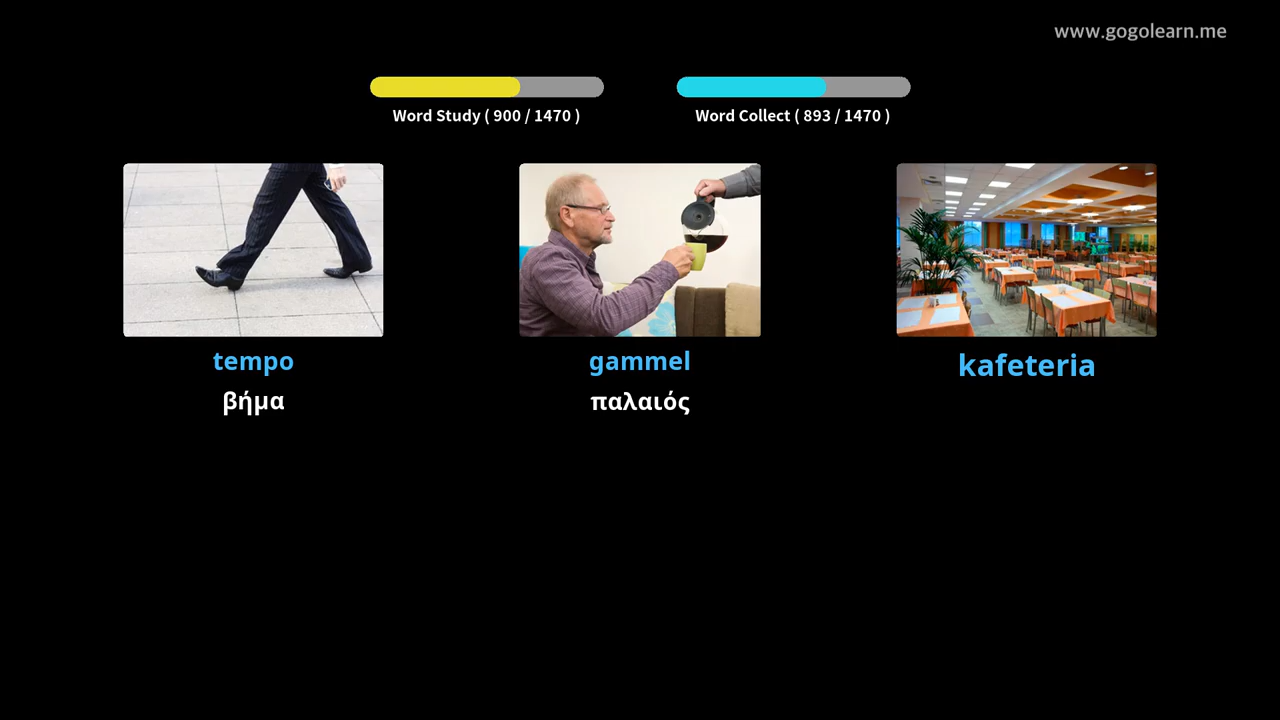 www.gogolearn.me
Word Study ( 900 / 1470 )
Word Collect ( 893 / 1470 )
tempo
βήμα
gammel
παλαιός
kafeteria